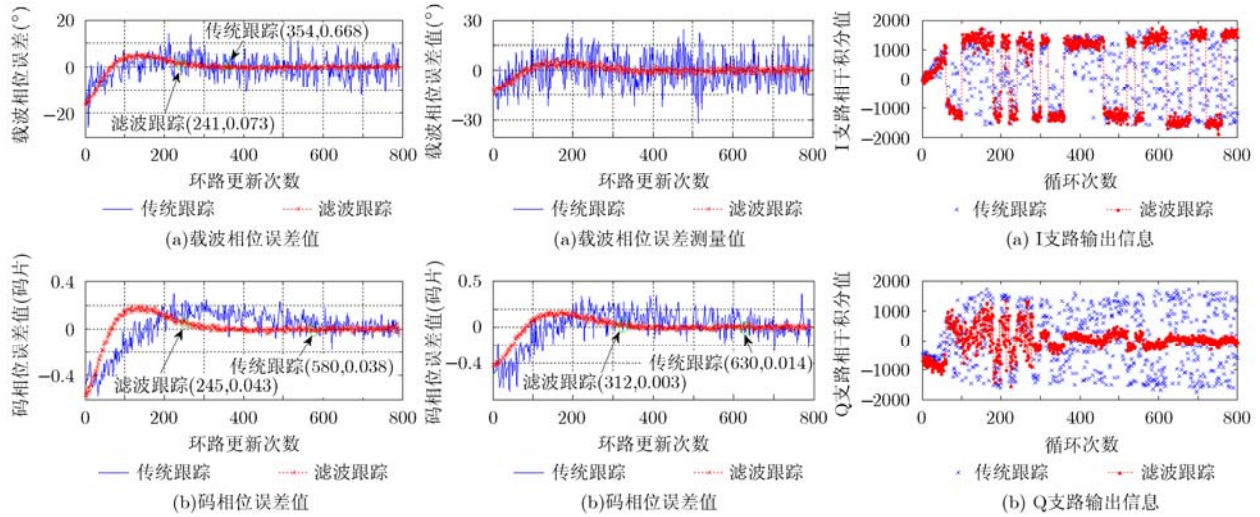 载波相位误差(°)
20
10
0
−20
传统跟踪(354,0.668)
滤波跟踪(241,0.073)
0 200 400 600 800
环路更新次数
传统跟踪 滤波跟踪
(a)载波相位误差值
载波相位误差值(°)
30
0
−30
0 200 400 600 800
环路更新次数
传统跟踪 滤波跟踪
(a)载波相位误差测量值
I支路相干积分值
2000
1000
0
−1000
−2000
0 200 400 600 800
循环次数
传统跟踪 滤波跟踪
(a) I支路输出信息
码相位误差值(码片)
0.4
0
−0.4
传统跟踪(580,0.038)
滤波跟踪(245,0.043)
0 200 400 600 800
环路更新次数
传统跟踪 滤波跟踪
(b)码相位误差值
码相位误差值(码片)
0.5
0
−0.4
传统跟踪(630,0.014)
滤波跟踪(312,0.003)
0 200 400 600 800
环路更新次数
传统跟踪 滤波跟踪
(b)码相位误差值
Q支路相干积分值
2000
1000
0
−1000
−2000
0 200 400 600 800
循环次数
传统跟踪 滤波跟踪
(b) Q支路输出信息